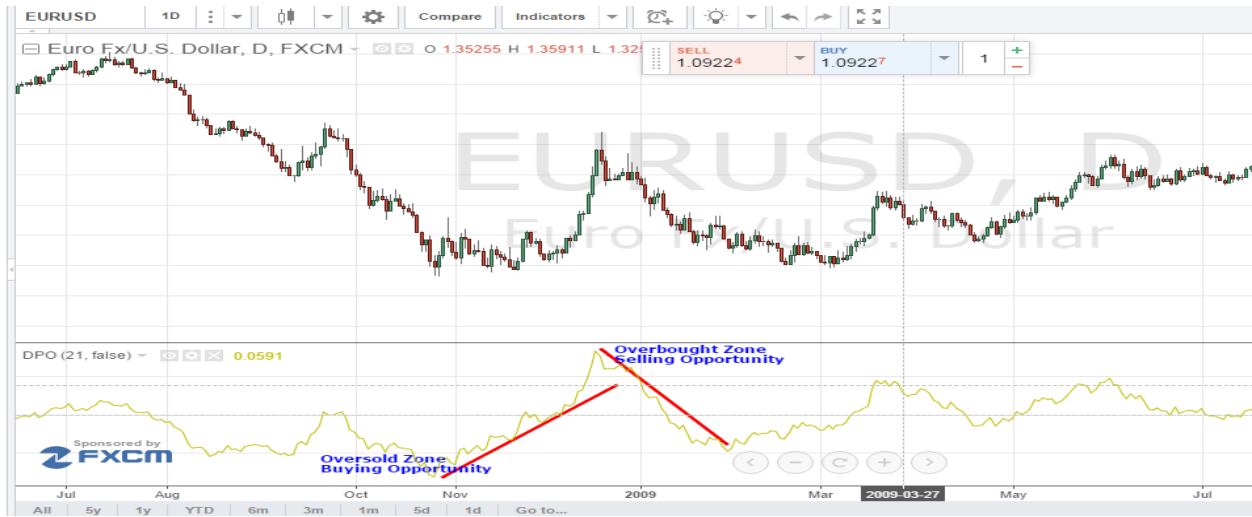 EURUSD 1D Compare Indicators
Euro Fx/U.S. Dollar, D, FXCM O 1.35255 H 1.35911 L 1.325
SELL
1.09224
BUY
1.09227
1
EURUSD, D
Euro Fx/U.S. Dollar
DPO (21, false) 0.0591
Overbought Zone
Selling Opportunity
Sponsored by
FXCM
Oversold Zone
Buying Opportunity
Jul Aug Oct Nov 2009 Mar 2009-03-27 May Jul
All 5y 1y YTD 6m 3m 1m 5d 1d Go to...